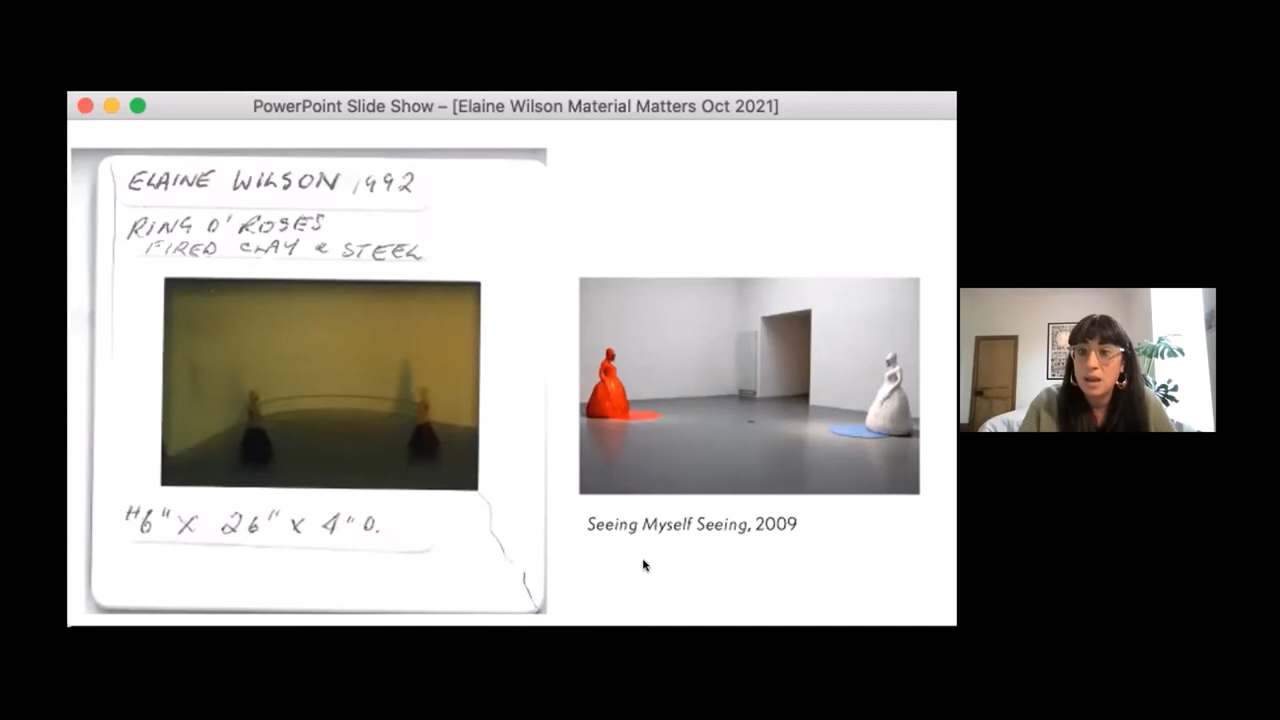 PowerPoint Slide Show – [Elaine Wilson Material Matters Oct 2021]
ELAINE WILSON 1992
RING O' ROSES
FIRED CLAY & STEEL
H6" X 26" X 4" D.
Seeing Myself Seeing, 2009